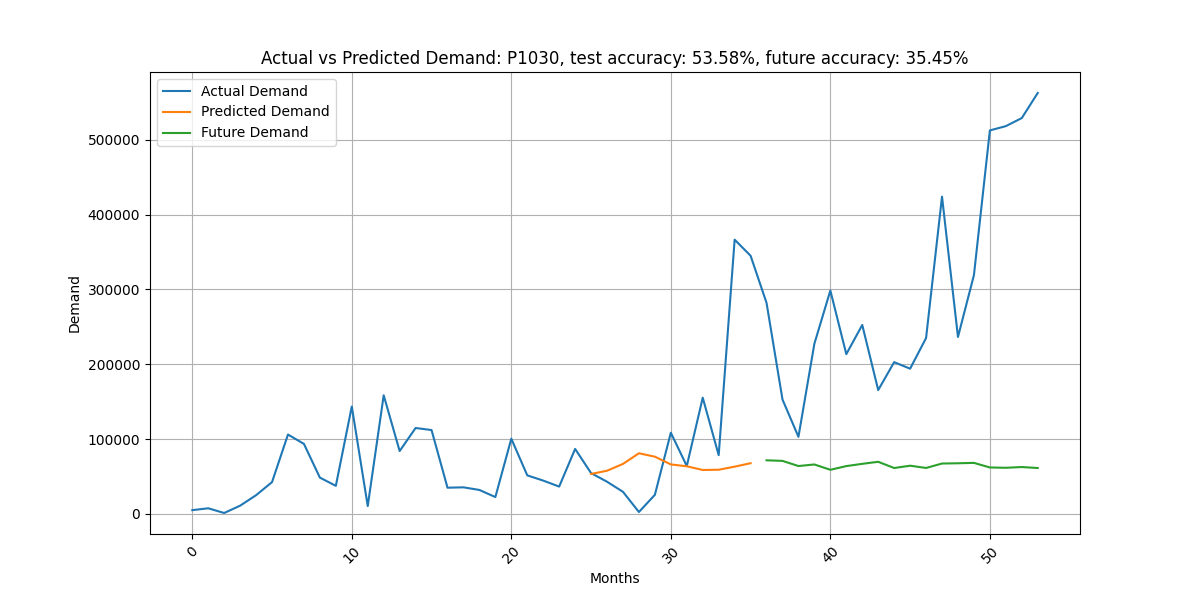 Actual vs Predicted Demand: P1030, test accuracy: 53.58%, future accuracy: 35.45%
Actual Demand
Predicted Demand
Future Demand
500000
400000
300000
200000
100000
0
Demand
0 10 20 30 40 50
Months